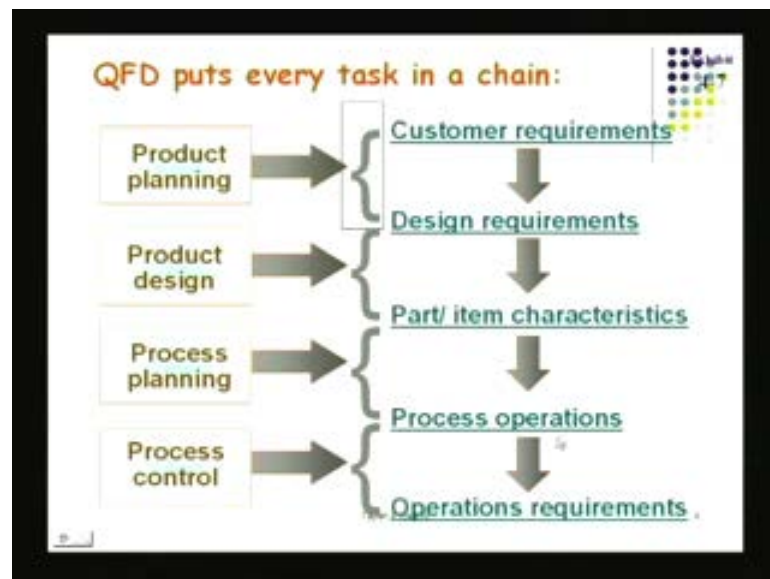 QFD puts every task in a chain:
Product
planning
Customer requirements
Design requirements
Product
design
Part/ item characteristics
Process
planning
Process operations
Process
control
Operations requirements